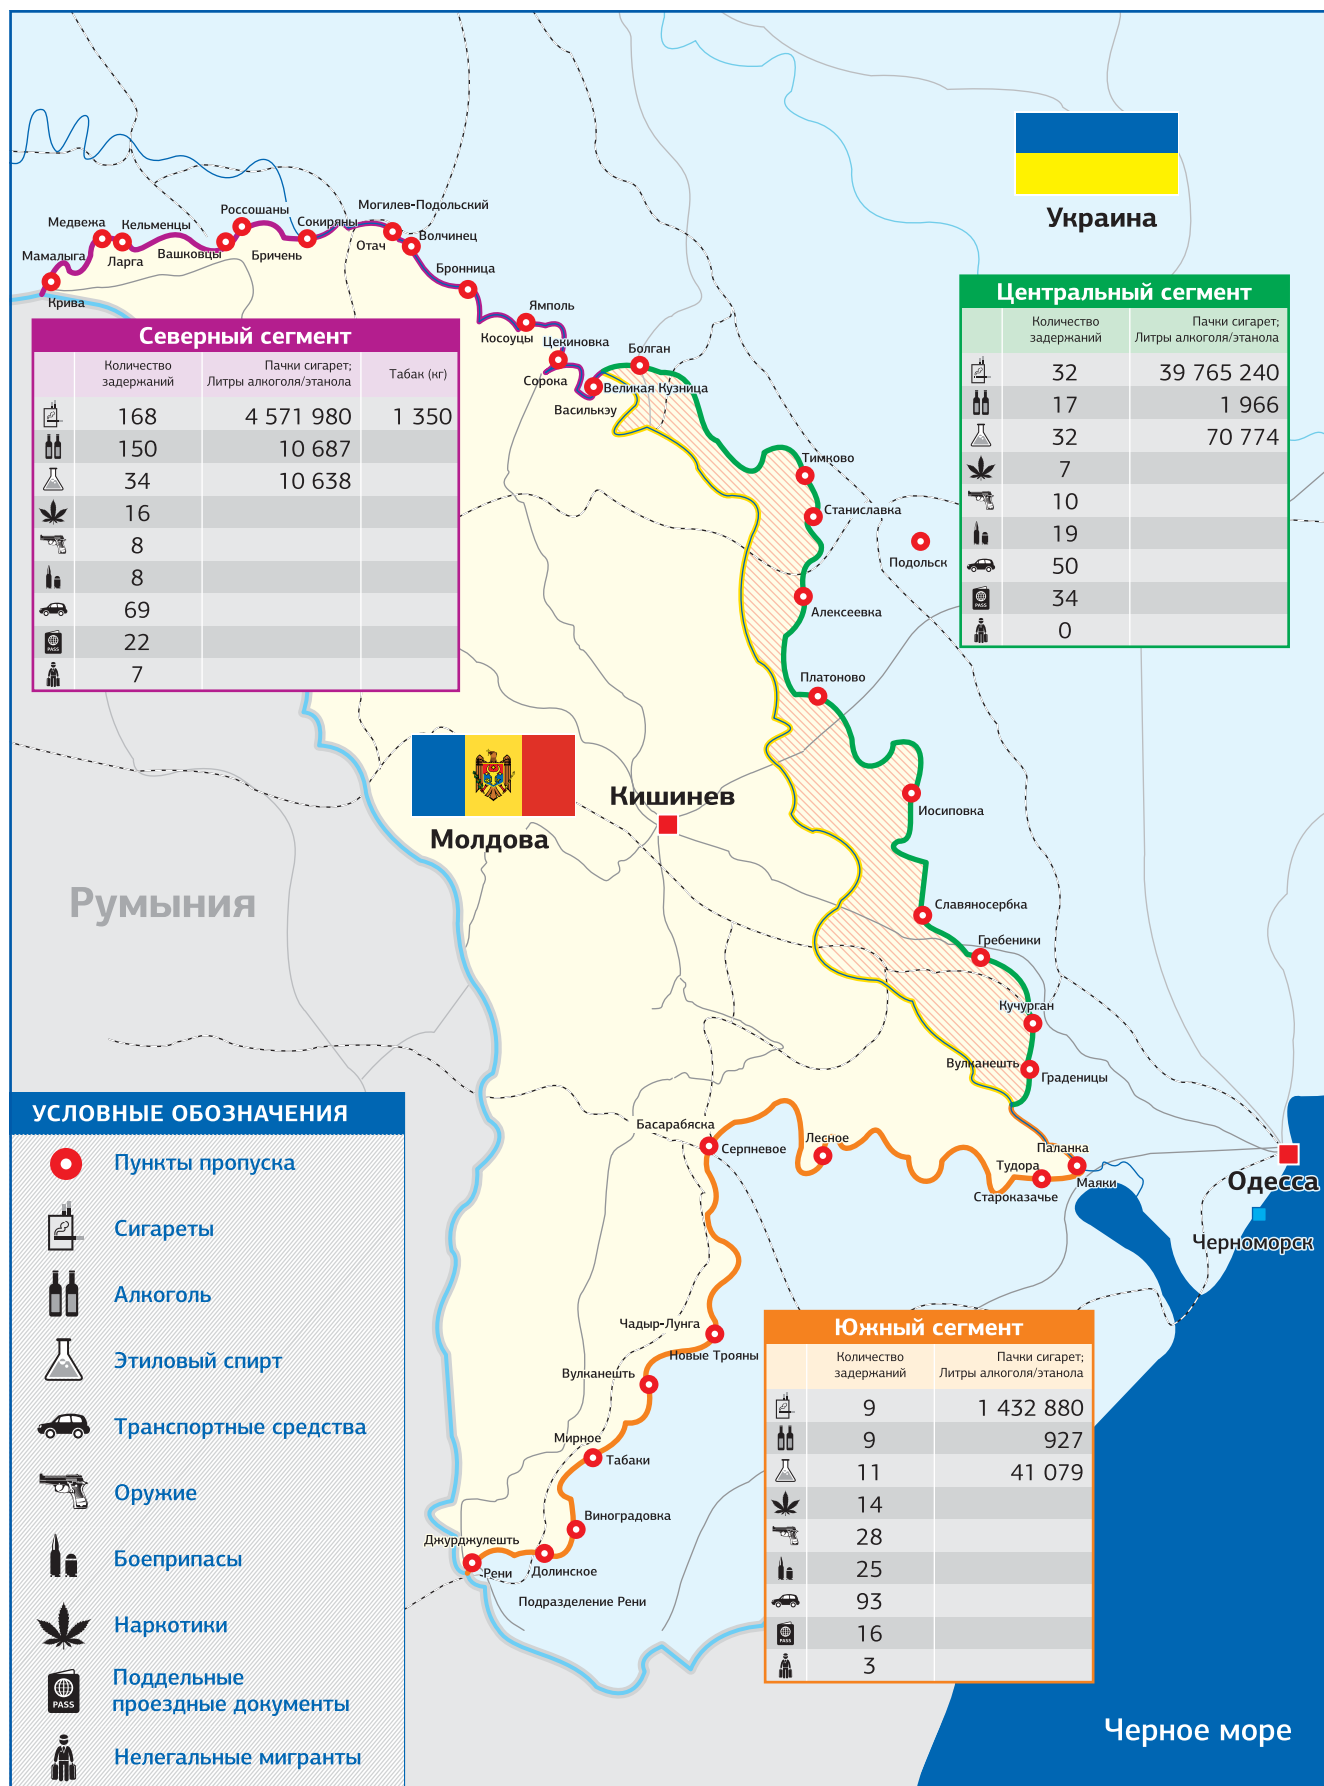 Украина
Могилев-Подольский
Россошаны
Сокиряны
Медвежа
Кельменцы
Отач
Волчинец
Мамалыга
Ларга
Вашковцы
Бричень
Бронница
Крива
Ямполь
Косоуцы
Цекиновка
Болган
Сорока
Великая Кузница
Василькэу
Тимково
Станиславка
Подольск
Алексеевка
Платоново
Северный сегмент
Количество
задержаний
Пачки сигарет;
Литры алкоголя/этанола
Табак (кг)
168 4 571 980 1 350
150 10 687
34 10 638
16
8
8
69
PASS 22
7
Центральный сегмент
Количество
задержаний
Пачки сигарет;
Литры алкоголя/этанола
32 39 765 240
17 1 966
32 70 774
7
10
19
50
PASS 34
0
Кишинев
Молдова
Румыния
Иосиповка
Славяносербка
Гребеники
Кучурган
Вулканешть
Граденицы
Басарабяска
Серпневое
Лесное
Паланка
Тудора
Маяки
Староказачье
Одесса
Черноморск
Чадыр-Лунга
Новые Трояны
Вулканешть
Мирное
Табаки
Виноградовка
Джурджулешть
Рени
Долинское
Подразделение Рени
Южный сегмент
Количество
задержаний
Пачки сигарет;
Литры алкоголя/этанола
9 1 432 880
9 927
11 41 079
14
28
25
93
PASS 16
3
Черное море
УСЛОВНЫЕ ОБОЗНАЧЕНИЯ
Пункты пропуска
Сигареты
Алкоголь
Этиловый спирт
Транспортные средства
Оружие
Боеприпасы
Наркотики
PASS
Поддельные
проездные документы
Нелегальные мигранты